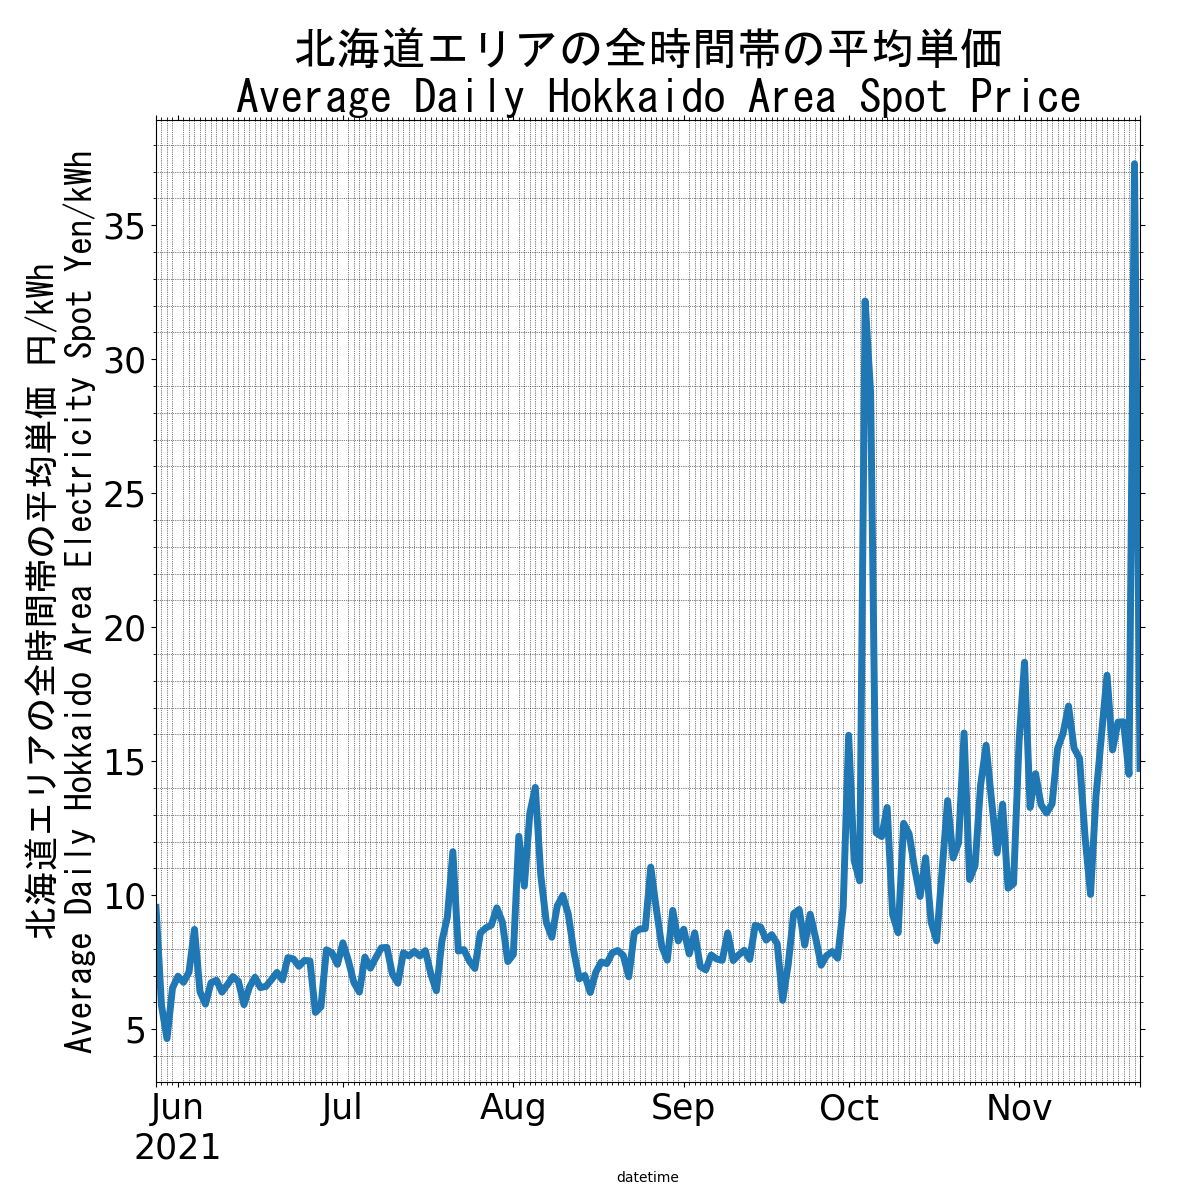 北海道エリアの全時間帯の平均単価
Average Daily Hokkaido Area Spot Price
北海道エリアの全時間帯の平均単価 円/kWh
Average Daily Hokkaido Area Electricity Spot Yen/kWh
35
30
25
20
15
10
5
Jun Jul Aug Sep Oct Nov
2021
datetime